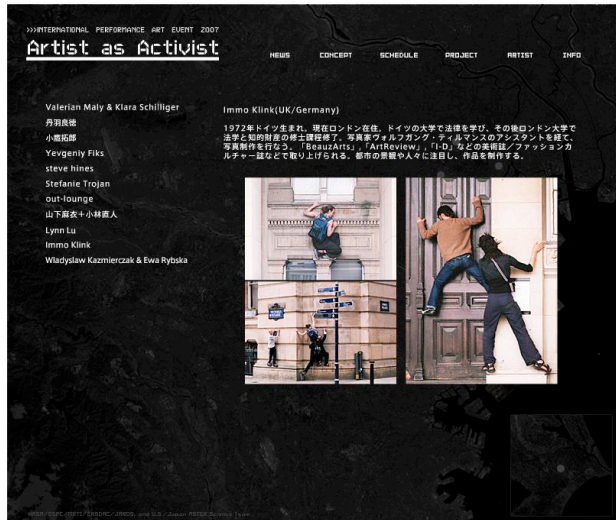 >>>INTERNATIONAL PERFORMANCE ART EVENT 2007
Artist as Activist
NEWS CONCEPT SCHEDULE PROJECT ARTIST INFO
Valerian Maly & Klara Schilliger
丹羽良徳
小鷹拓郎
Yevgeniy Fiks
steve hines
Stefanie Trojan
out-lounge
山下麻衣＋小林直人
Lynn Lu
Immo Klink
Wladyslaw Kazmierczak & Ewa Rybska
Immo Klink(UK/Germany)
1972年ドイツ生まれ、現在ロンドン在住。ドイツの大学で法律を学び、その後ロンドン大学で
法学と知的財産の修士課程修了。写真家ヴォルフガング・ティルマンスのアシスタントを経て、
写真制作を行なう。「BeauzArts」,「ArtReview」,「I-D」などの美術誌／ファッションカ
ルチャー誌などで取り上げられる。都市の景観や人々に注目し、作品を制作する。